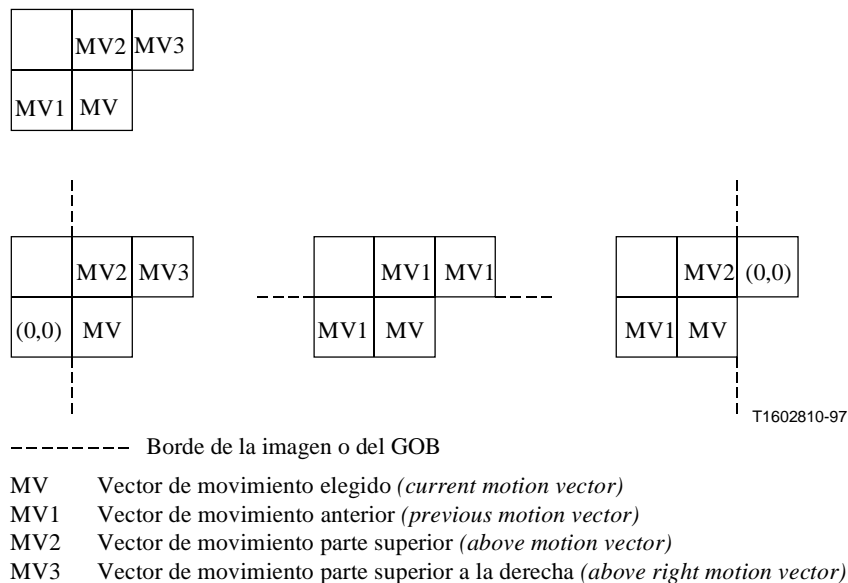 MV2 MV3
MV1 MV
MV2 MV3 MV1 MV1 MV2 (0,0)
(0,0) MV MV1 MV MV1 MV
T1602810-97
Borde de la imagen o del GOB
MV Vector de movimiento elegido (current motion vector)
MV1 Vector de movimiento anterior (previous motion vector)
MV2 Vector de movimiento parte superior (above motion vector)
MV3 Vector de movimiento parte superior a la derecha (above right motion vector)